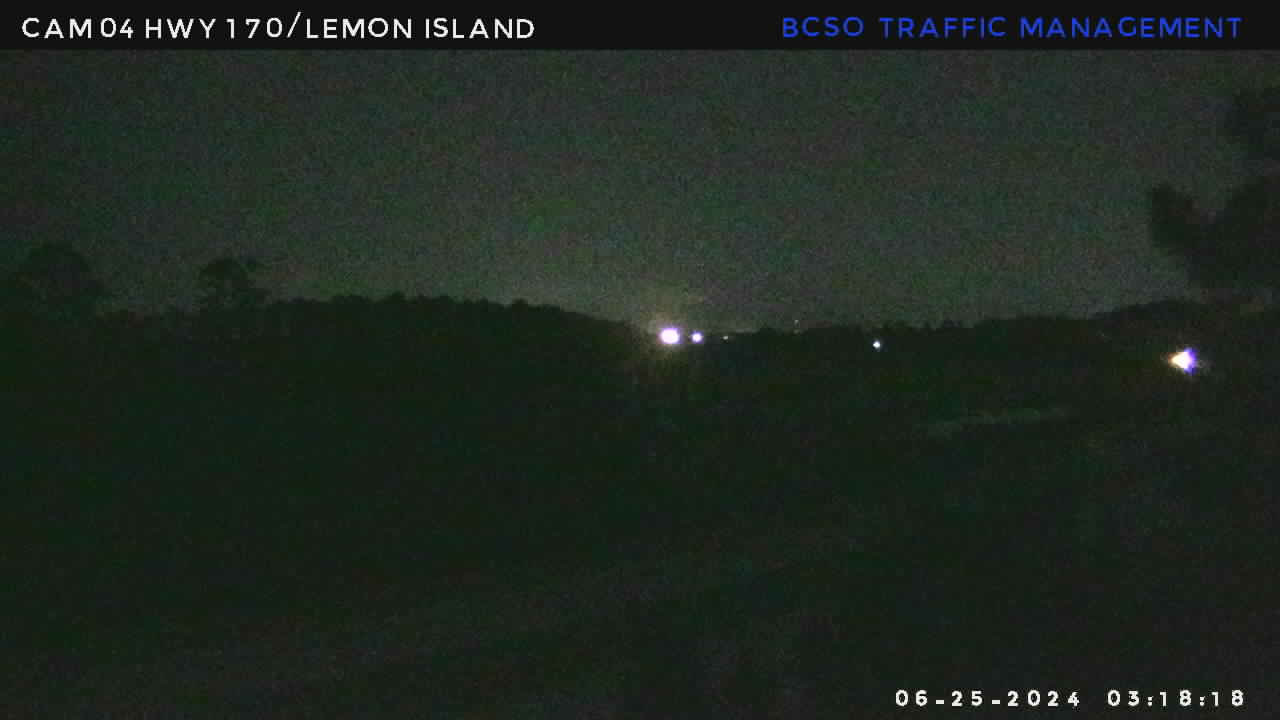 CAM 04 HWY 170/LEMON ISLAND
BCSO TRAFFIC MANAGEMENT
06-25-2024 03:18:18